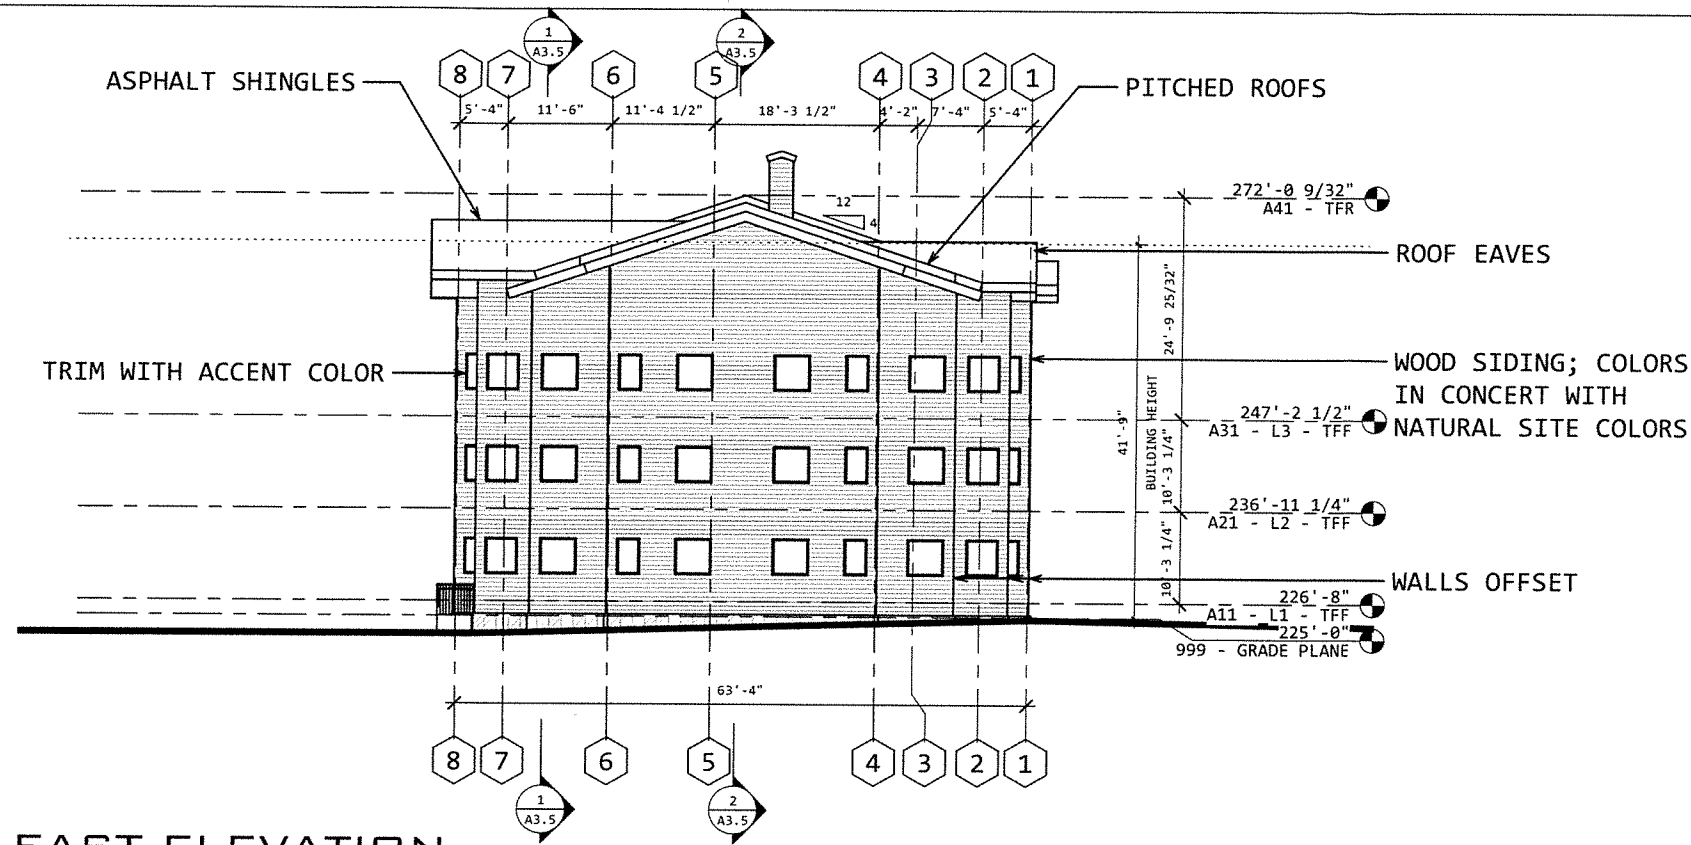 1
A3.5
2
A3.5
8 7 6 5 4 3 2 1
ASPHALT SHINGLES
PITCHED ROOFS
5'-4" 11'-6" 11'-4 1/2" 18'-3 1/2" 4'-2" 7'-4" 5'-4"
12
4
272'-0 9/32"
A41 - TFR
ROOF EAVES
24'-9 25/32"
TRIM WITH ACCENT COLOR
WOOD SIDING; COLORS
IN CONCERT WITH
NATURAL SITE COLORS
247'-2 1/2"
A31 - L3 - TFF
41'-9"
BUILDING HEIGHT
10'-3 1/4"
236'-11 1/4"
A21 - L2 - TFF
10'-3 1/4"
WALLS OFFSET
226'-8"
A11 - L1 - TFF
225'-0"
999 - GRADE PLANE
63'-4"
8 7 6 5 4 3 2 1
1
A3.5
2
A3.5
EAST ELEVATION